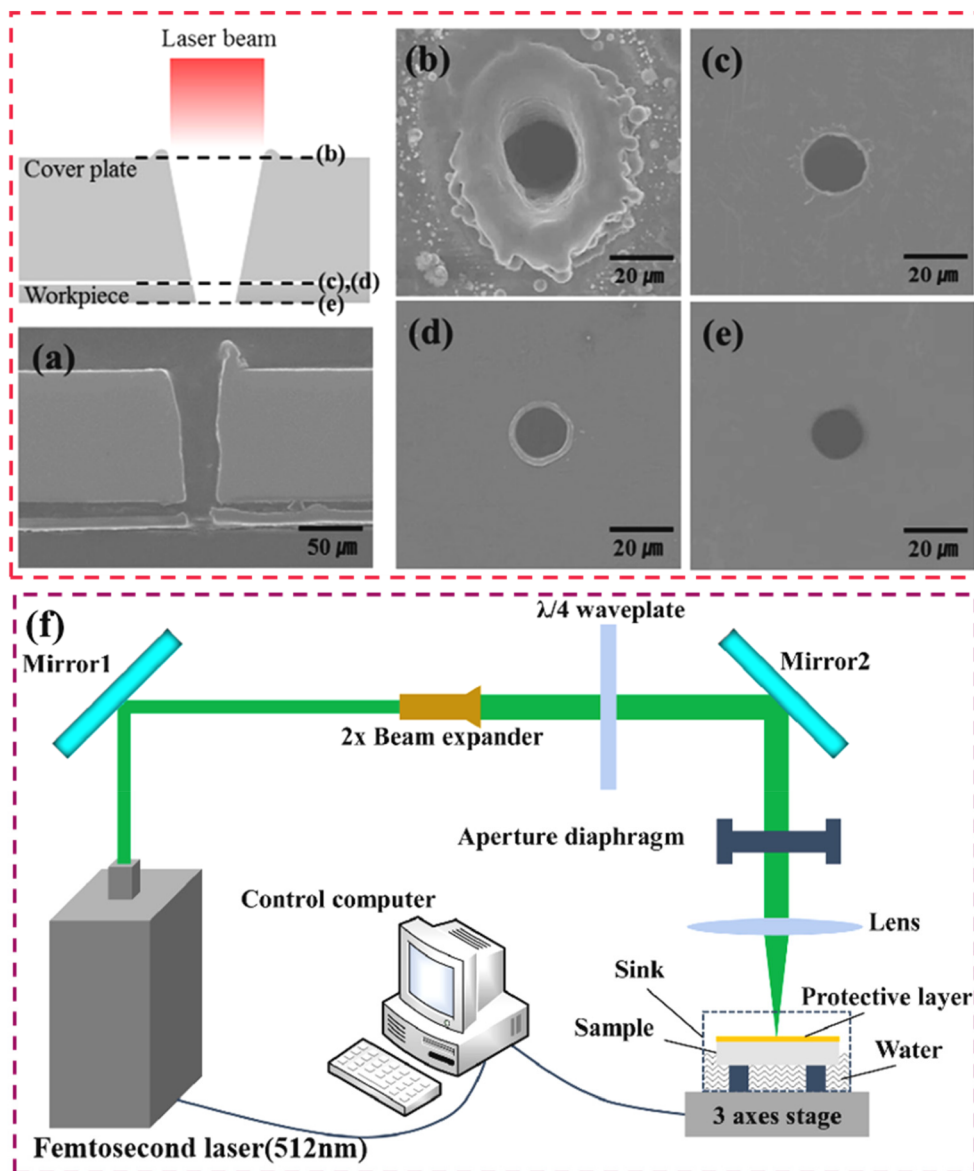 Laser beam
Cover plate
(b)
(c),(d)
Workpiece
(e)
(a)
50 ㎛
(b)
20 ㎛
(c)
20 ㎛
(d)
20 ㎛
(e)
20 ㎛
(f)
Mirror1
λ/4 waveplate
Mirror2
2x Beam expander
Aperture diaphragm
Control computer
Lens
Sink
Protective layer
Sample
Water
3 axes stage
Femtosecond laser(512nm)